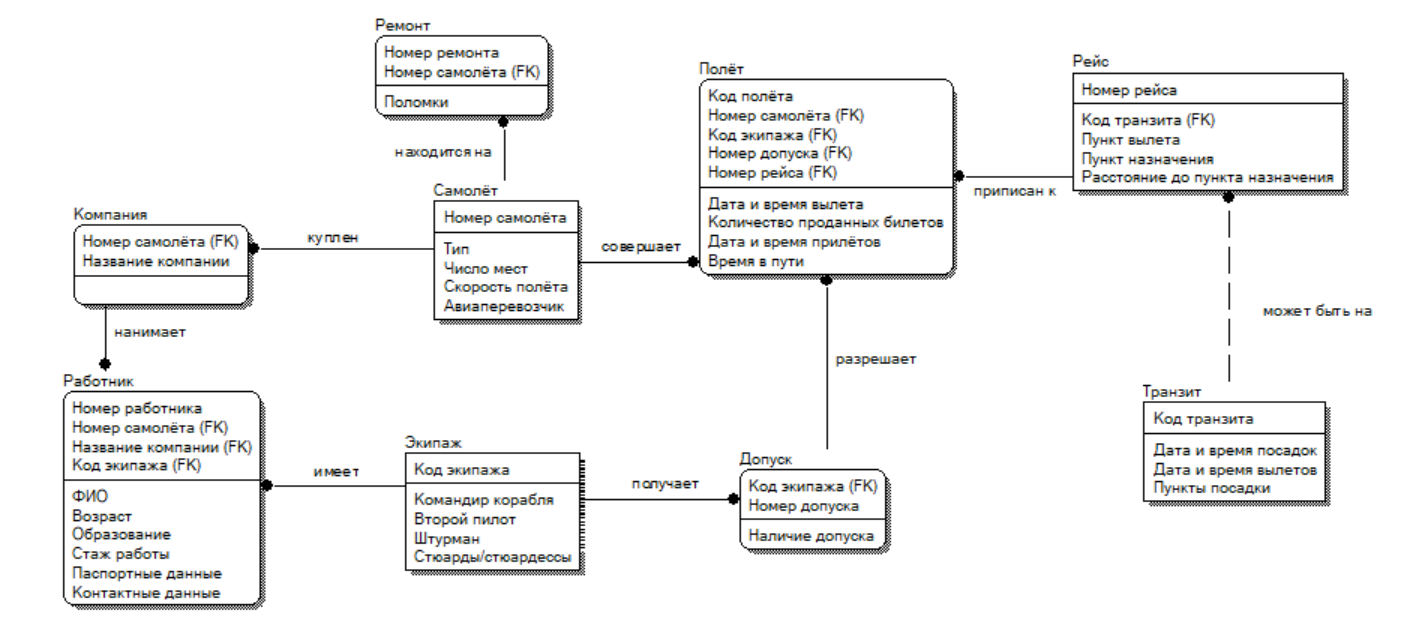 Ремонт
Номер ремонта
Номер самолёта (FK)
Поломки
находится на
Полёт
Код полёта
Номер самолёта (FK)
Код экипажа (FK)
Номер допуска (FK)
Номер рейса (FK)
Дата и время вылета
Количество проданных билетов
Дата и время прилётов
Время в пути
приписан к
Рейс
Номер рейса
Код транзита (FK)
Пункт вылета
Пункт назначения
Расстояние до пункта назначения
Компания
Номер самолёта (FK)
Название компании
куплен
Самолёт
Номер самолёта
Тип
Число мест
Скорость полёта
Авиаперевозчик
совершает
нанимает
разрешает
может быть на
Работник
Номер работника
Номер самолёта (FK)
Название компании (FK)
Код экипажа (FK)
ФИО
Возраст
Образование
Стаж работы
Паспортные данные
Контактные данные
имеет
Экипаж
Код экипажа
Командир корабля
Второй пилот
Штурман
Стюарды/стюардессы
получает
Допуск
Код экипажа (FK)
Номер допуска
Наличие допуска
Транзит
Код транзита
Дата и время посадок
Дата и время вылетов
Пункты посадки